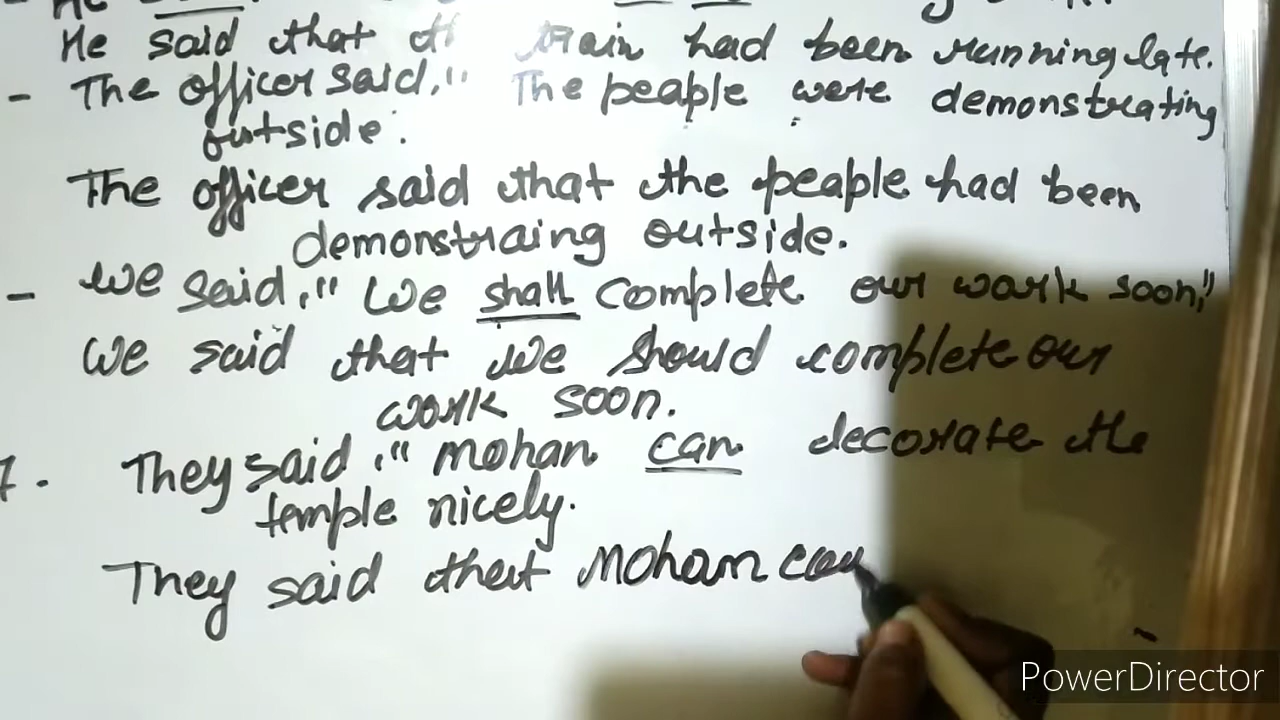 He said that th train had been running late.
- The officer said," The peaple were demonstrating
outside.
The officer said that the peaple had been
demonstraing outside.
- We said," We shall complete our work soon,"
We said that we should complete our
work soon.
7. They said ," mohan can decorate the
temple nicely.
They said that Mohan cou
PowerDirector